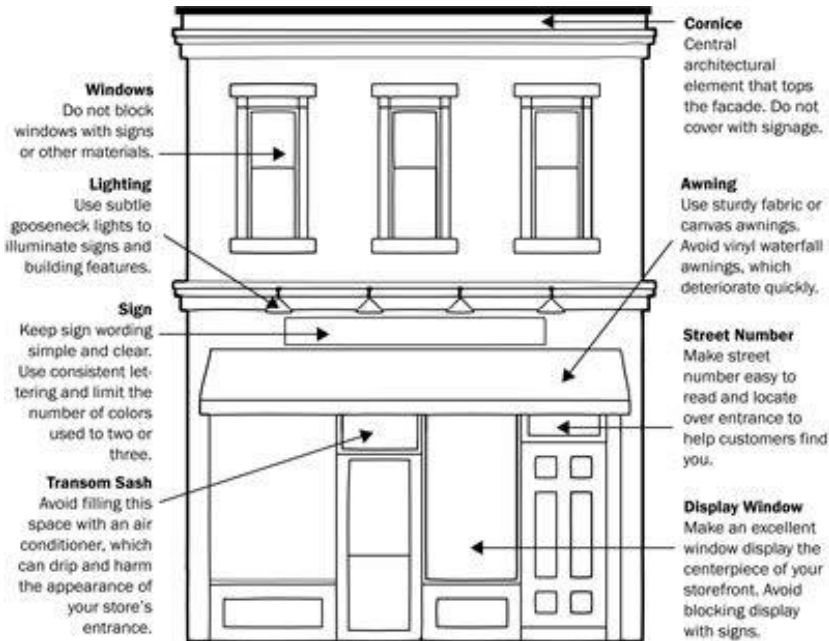 Windows
Do not block
windows with signs
or other materials.
Lighting
Use subtle
gooseneck lights to
illuminate signs and
building features.
Sign
Keep sign wording
simple and clear.
Use consistent let-
tering and limit the
number of colors
used to two or
three.
Transom Sash
Avoid filling this
space with an air
conditioner, which
can drip and harm
the appearance of
your store's
entrance.
Cornice
Central
architectural
element that tops
the facade. Do not
cover with signage.
Awning
Use sturdy fabric or
canvas awnings.
Avoid vinyl waterfall
awnings, which
deteriorate quickly.
Street Number
Make street
number easy to
read and locate
over entrance to
help customers find
you.
Display Window
Make an excellent
window display the
centerpiece of your
storefront. Avoid
blocking display
with signs.